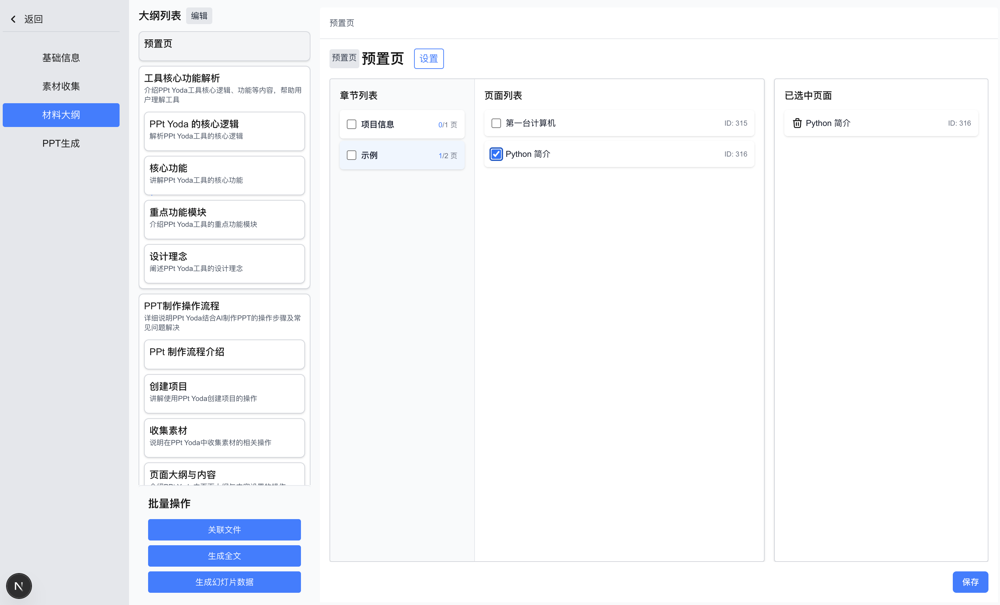 返回
基础信息
素材收集
材料大纲
PPT生成
N
大纲列表
编辑
预置页
工具核心功能解析
介绍PPt Yoda工具核心逻辑、功能等内容，帮助用
户理解工具
PPt Yoda 的核心逻辑
解析PPt Yoda工具的核心逻辑
核心功能
讲解PPt Yoda工具的核心功能
重点功能模块
介绍PPt Yoda工具的重点功能模块
设计理念
阐述PPt Yoda工具的设计理念
PPT制作操作流程
详细说明PPt Yoda结合AI制作PPT的操作步骤及常
见问题解决
PPt 制作流程介绍
创建项目
讲解使用PPt Yoda创建项目的操作
收集素材
说明在PPt Yoda中收集素材的相关操作
页面大纲与内容
批量操作
关联文件
生成全文
生成幻灯片数据
预置页
预置页 预置页 设置
章节列表
项目信息 0/1 页
示例 1/2 页
页面列表
第一台计算机 ID: 315
Python 简介 ID: 316
已选中页面
Python 简介 ID: 316
保存